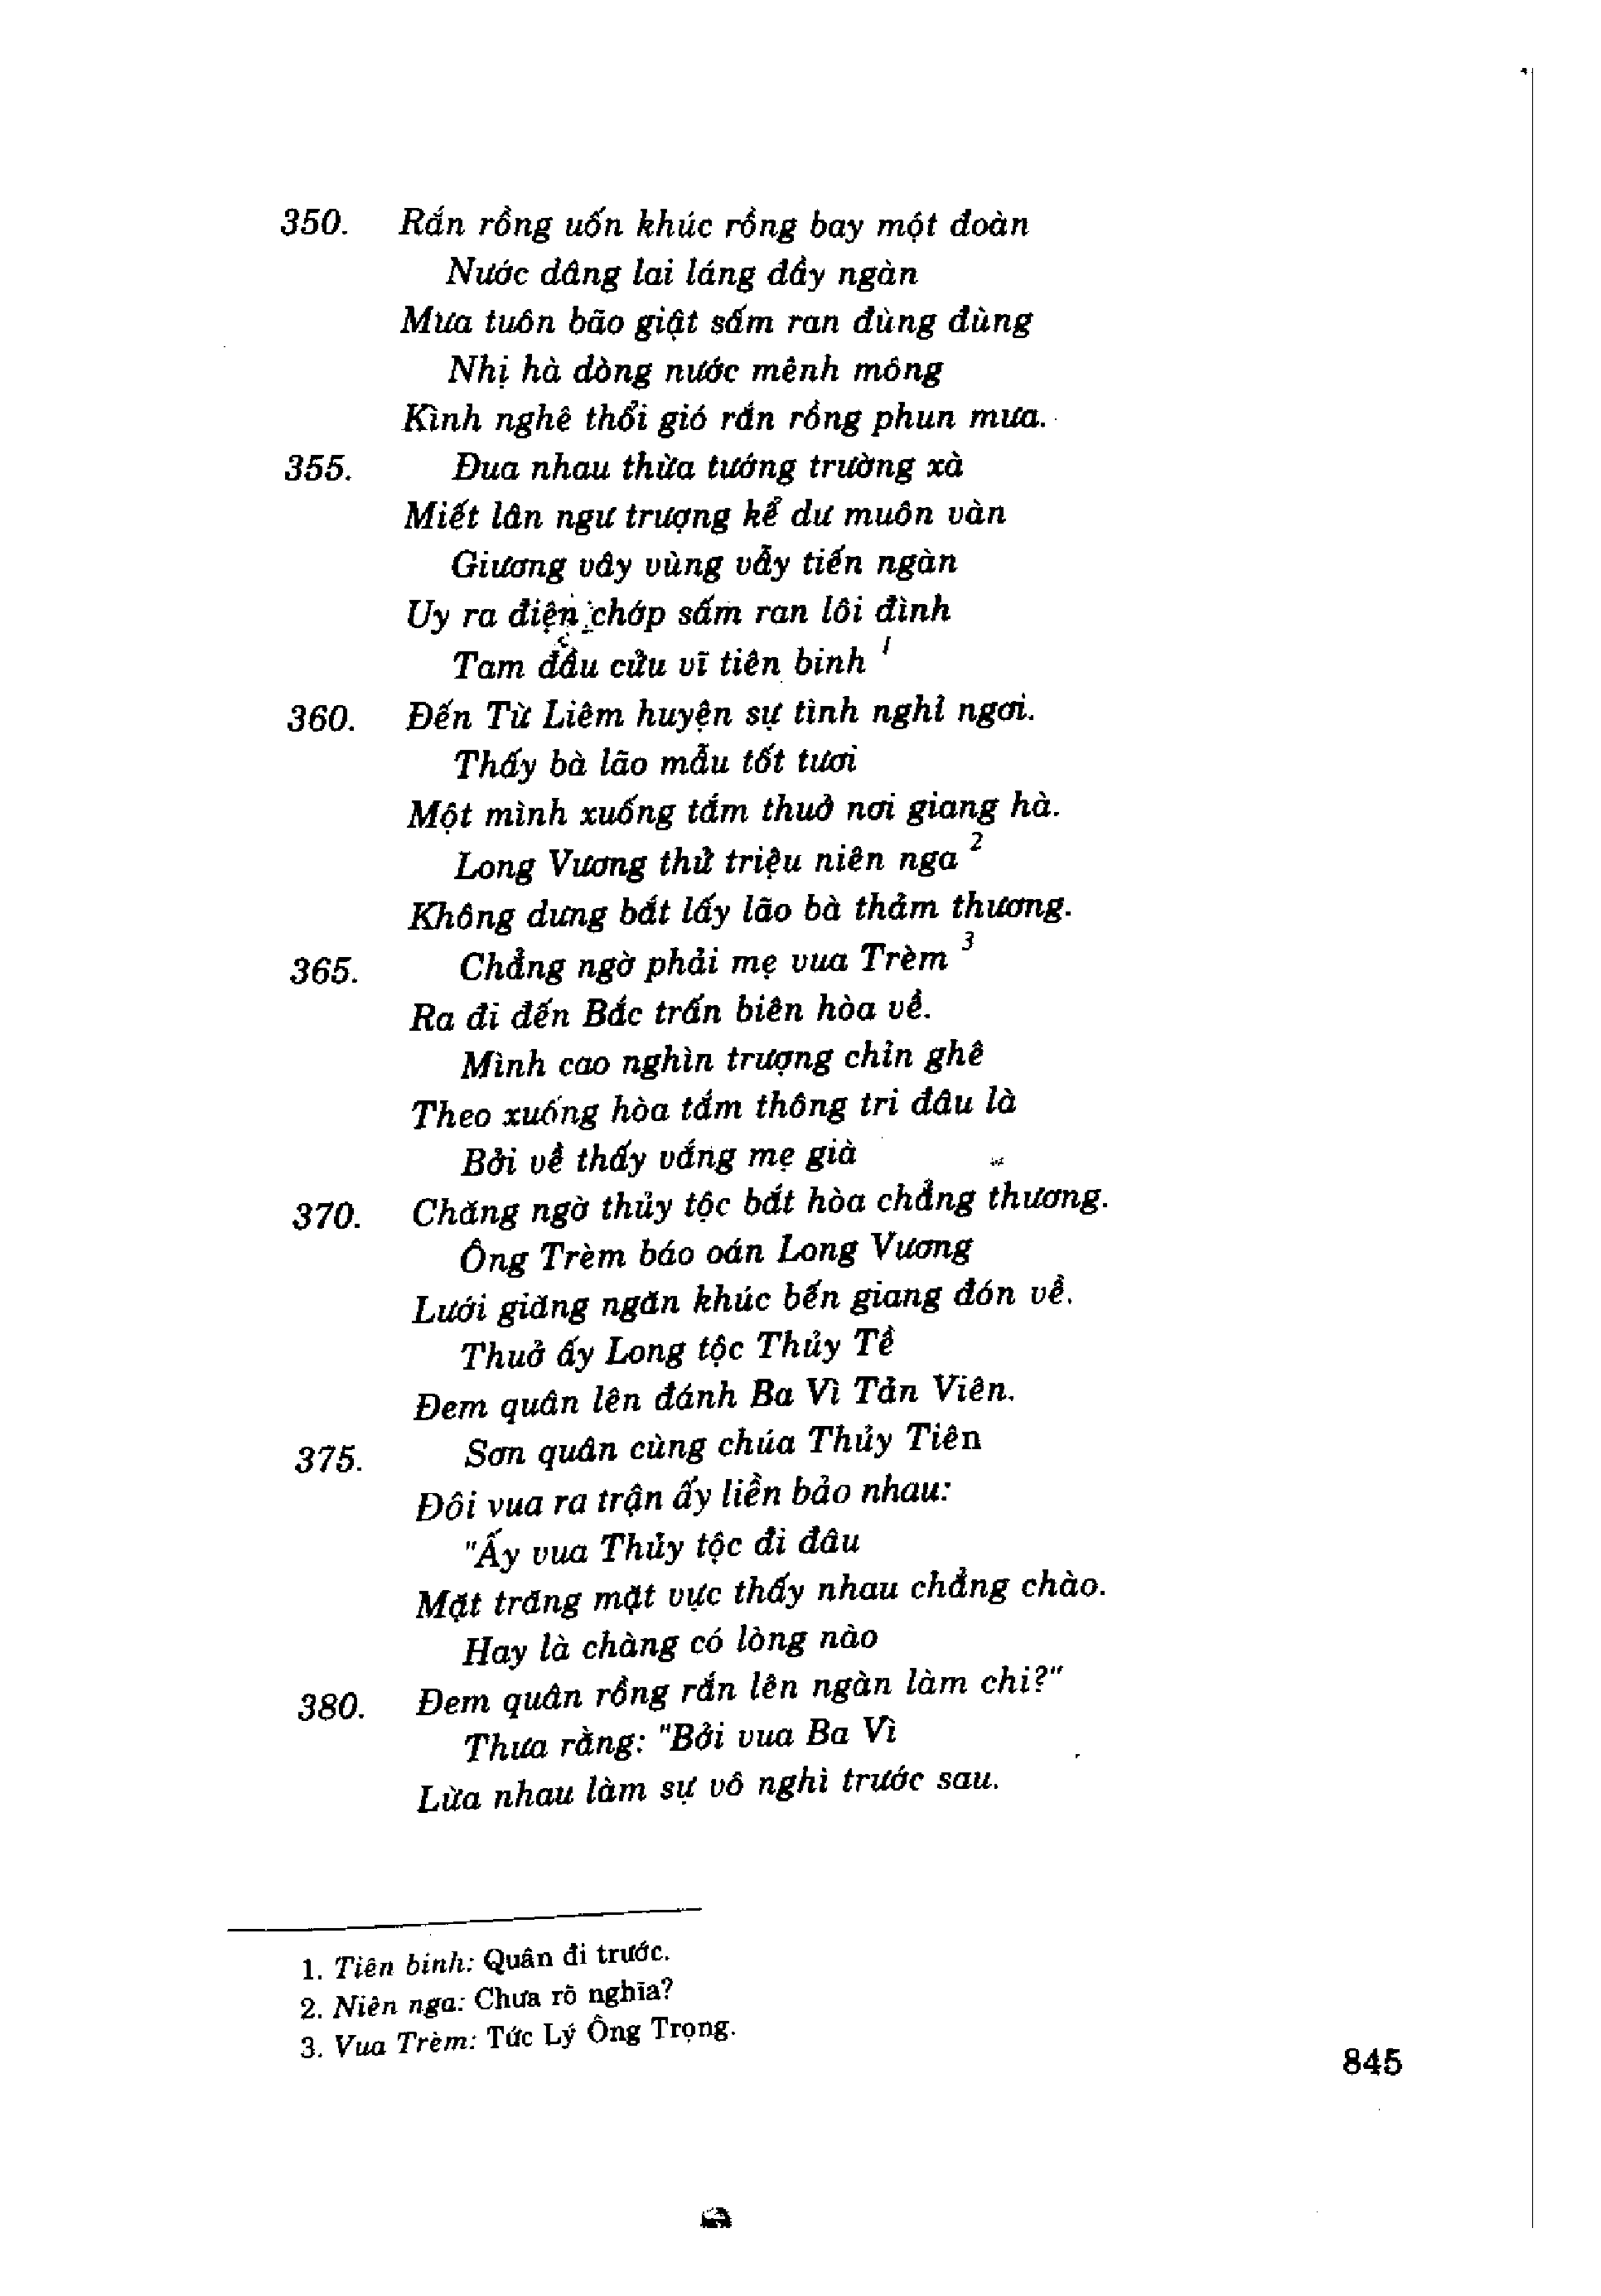 350. Rắn rồng uốn khúc rồng bay một đoàn
Nước dâng lai láng đầy ngàn
Mưa tuôn bão giật sấm ran đùng đùng
Nhị hà dòng nước mênh mông
Kình nghê thổi gió rắn rồng phun mưa.
355. Đua nhau thừa tướng trường xà
Miết lân ngư trượng kể dư muôn vàn
Giương vây vùng vẫy tiến ngàn
Uy ra điện chớp sấm ran lôi đình
Tam đầu cửu vĩ tiên binh 1
360. Đến Từ Liêm huyện sự tình nghỉ ngơi.
Thấy bà lão mẫu tốt tươi
Một mình xuống tắm thuở nơi giang hà.
Long Vương thử triệu niên nga 2
Không dưng bắt lấy lão bà thảm thương.
365. Chẳng ngờ phải mẹ vua Trèm 3
Ra đi đến Bắc trấn biên hòa về.
Mình cao nghìn trượng chỉn ghê
Theo xuống hòa tắm thông tri đâu là
Bởi về thấy vắng mẹ già
370. Chăng ngờ thủy tộc bắt hòa chẳng thương.
Ông Trèm báo oán Long Vương
Lưới giăng ngăn khúc bến giang đón về.
Thuở ấy Long tộc Thủy Tề
Đem quân lên đánh Ba Vì Tản Viên.
375. Sơn quân cùng chúa Thủy Tiên
Đôi vua ra trận ấy liền bảo nhau:
"Ấy vua Thủy tộc đi đâu
Mặt trăng mặt vực thấy nhau chẳng chào.
Hay là chàng có lòng nào
380. Đem quân rồng rắn lên ngàn làm chi?"
Thưa rằng: "Bởi vua Ba Vì
Lừa nhau làm sự vô nghì trước sau.
1. Tiên binh: Quân đi trước.
2. Niên nga: Chưa rõ nghĩa?
3. Vua Trèm: Tức Lý Ông Trọng.
845